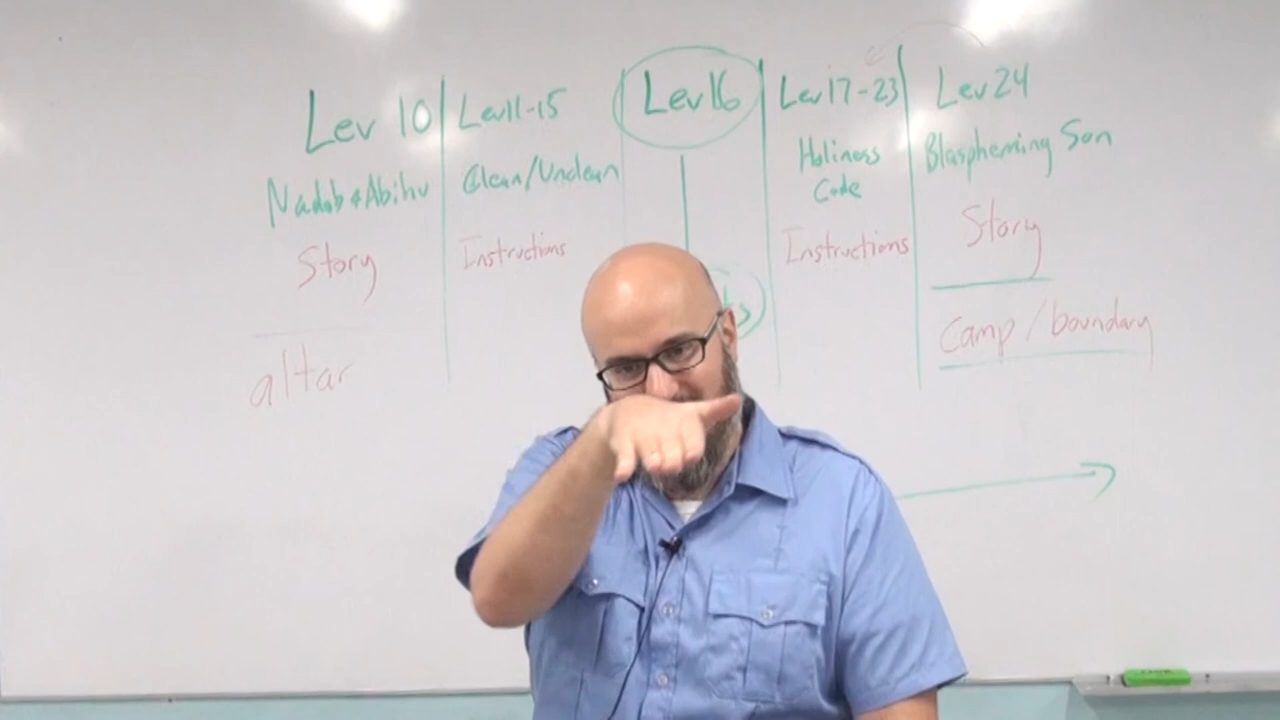 Lev 10
Nadab & Abihu
Story
altar
Lev 11-15
Clean/Unclean
Instructions
Lev 16
Lev 17-23
Holiness
Code
Instructions
Lev 24
Blaspheming Son
Story
camp / boundary